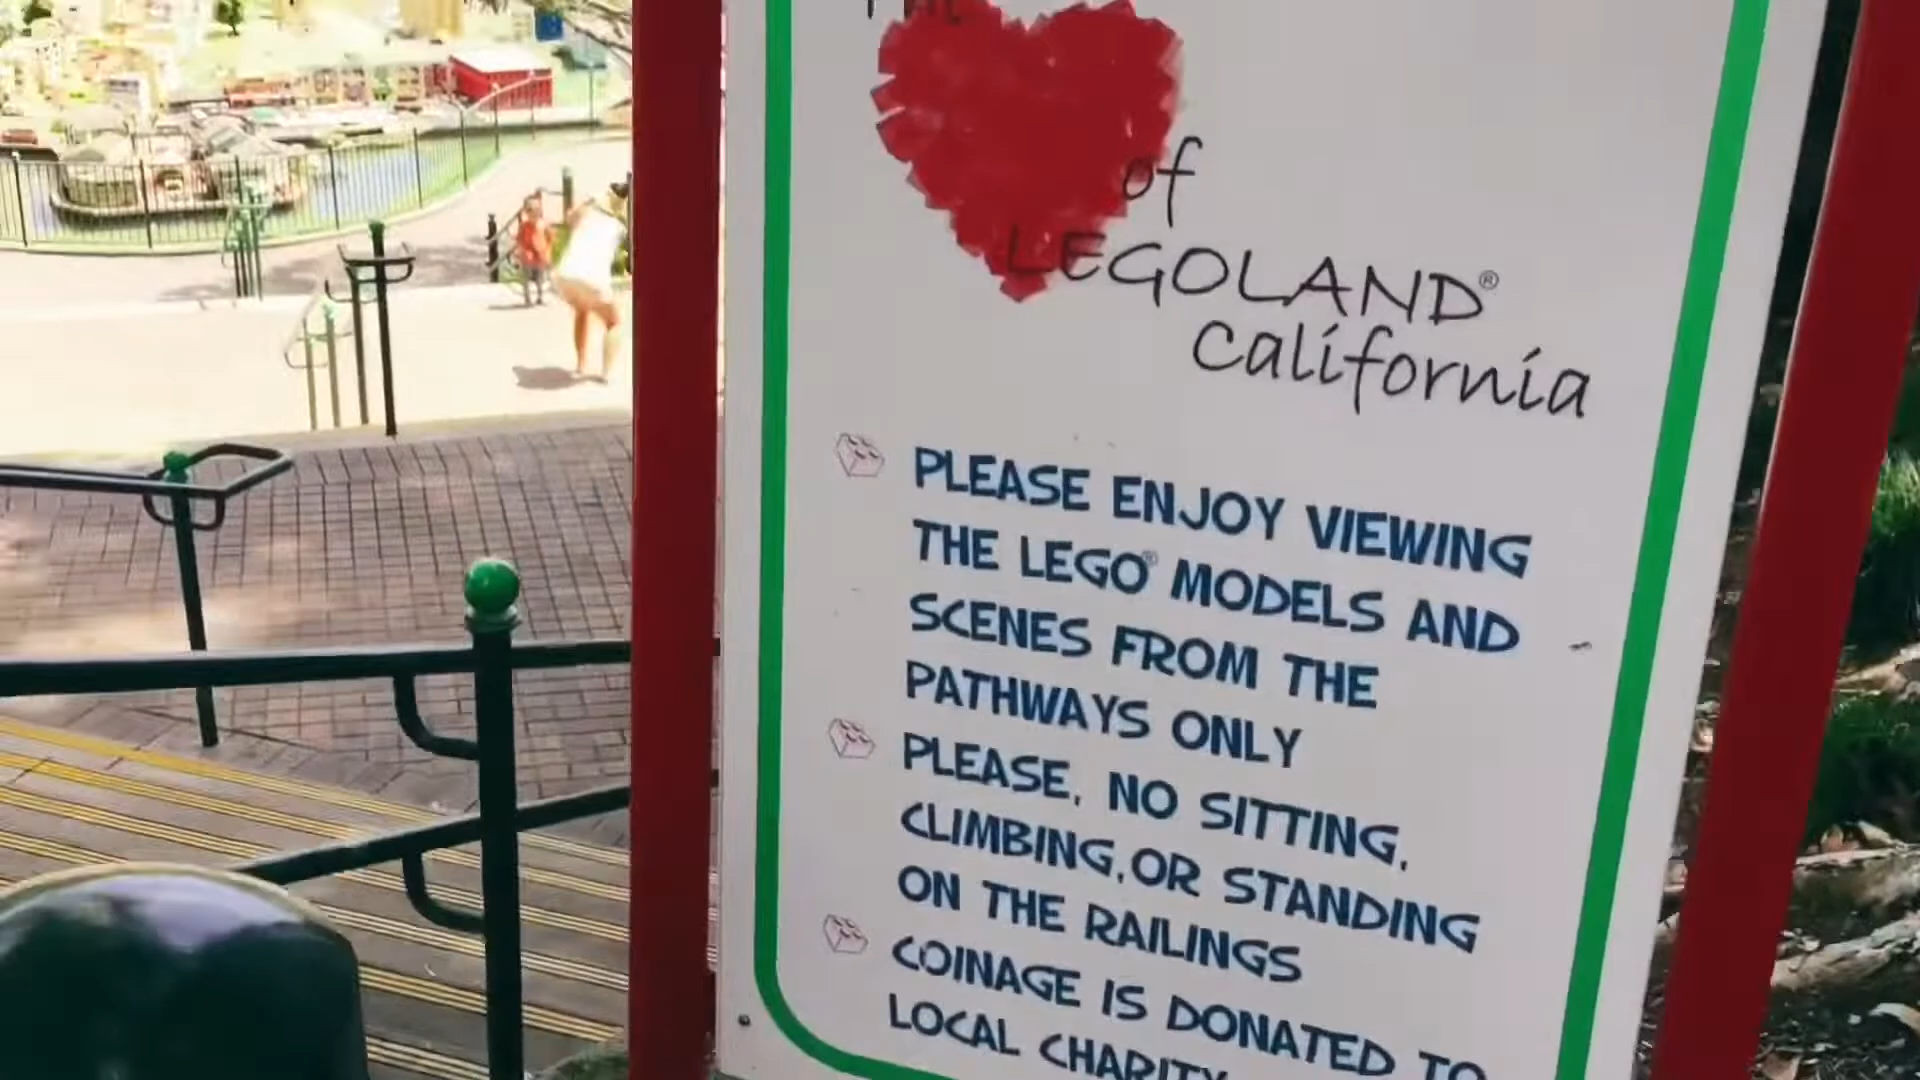 of
LEGOLAND®
California
PLEASE ENJOY VIEWING
THE LEGO® MODELS AND
SCENES FROM THE
PATHWAYS ONLY
PLEASE, NO SITTING,
CLIMBING, OR STANDING
ON THE RAILINGS
COINAGE IS DONATED TO
LOCAL CHARITY